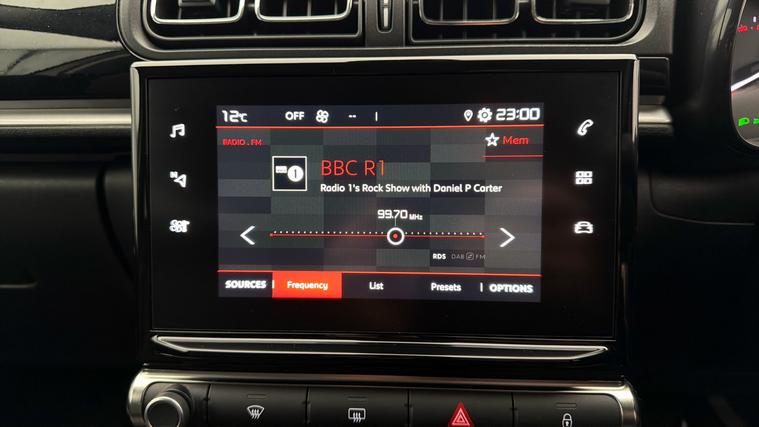 12°C OFF -- 23:00
RADIO . FM
Mem
BBC R1
Radio 1's Rock Show with Daniel P Carter
99.70 MHz
RDS DAB FM
SOURCES Frequency List Presets OPTIONS